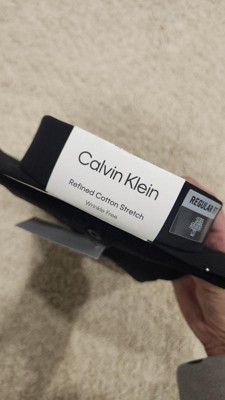 Calvin Klein
Refined Cotton Stretch
Wrinkle Free
REGULAR